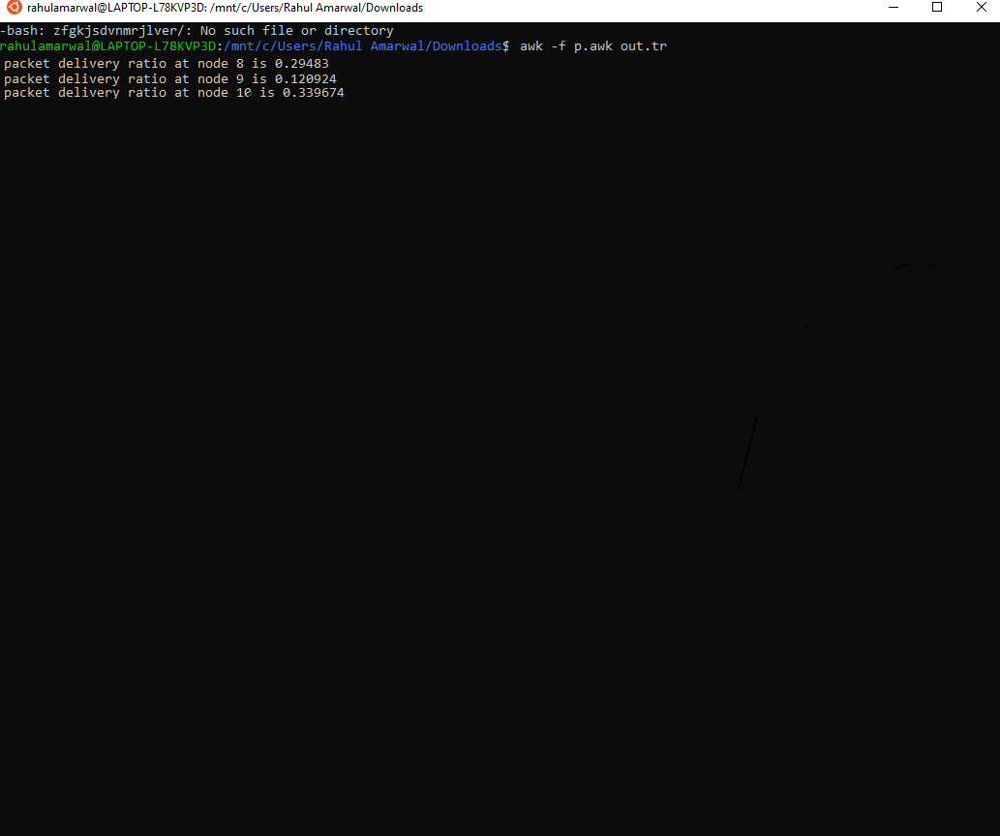 rahulamarwal@LAPTOP-L78KVP3D: /mnt/c/Users/Rahul Amarwal/Downloads
-bash: zfgkjsdvnmrjlver/: No such file or directory
rahulamarwal@LAPTOP-L78KVP3D:/mnt/c/Users/Rahul Amarwal/Downloads$ awk -f p.awk out.tr
packet delivery ratio at node 8 is 0.29483
packet delivery ratio at node 9 is 0.120924
packet delivery ratio at node 10 is 0.339674